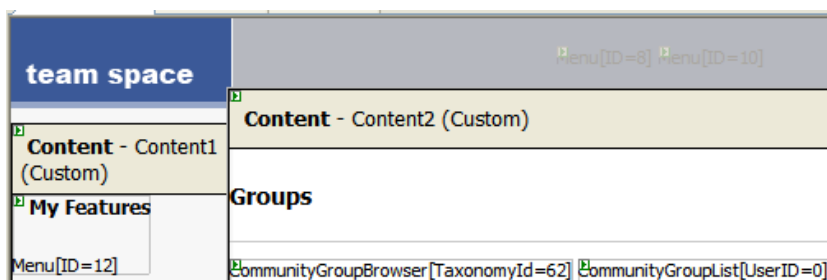 Menu[ID=8] Menu[ID=10]
team space
Content - Content2 (Custom)
Content - Content1
(Custom)
My Features
Groups
Menu[ID=12]
CommunityGroupBrowser[TaxonomyId=62] CommunityGroupList[UserID=0]